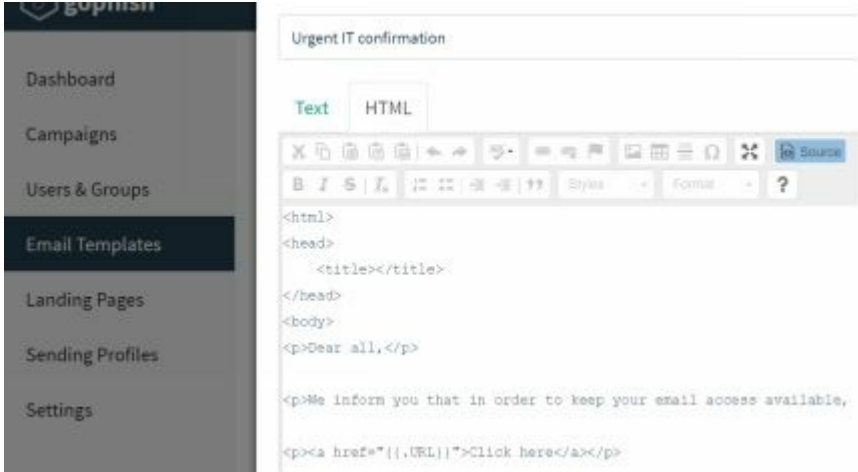 gophish
Urgent IT confirmation
Dashboard
Text HTML
Campaigns
Source
Users & Groups
B I S Tx Styles Format ?
<html>
Email Templates
<head>
<title></title>
Landing Pages
</head>
<body>
Sending Profiles
<p>Dear all,</p>
Settings
<p>We inform you that in order to keep your email access available,
<p><a href="{{.URL}}">Click here</a></p>